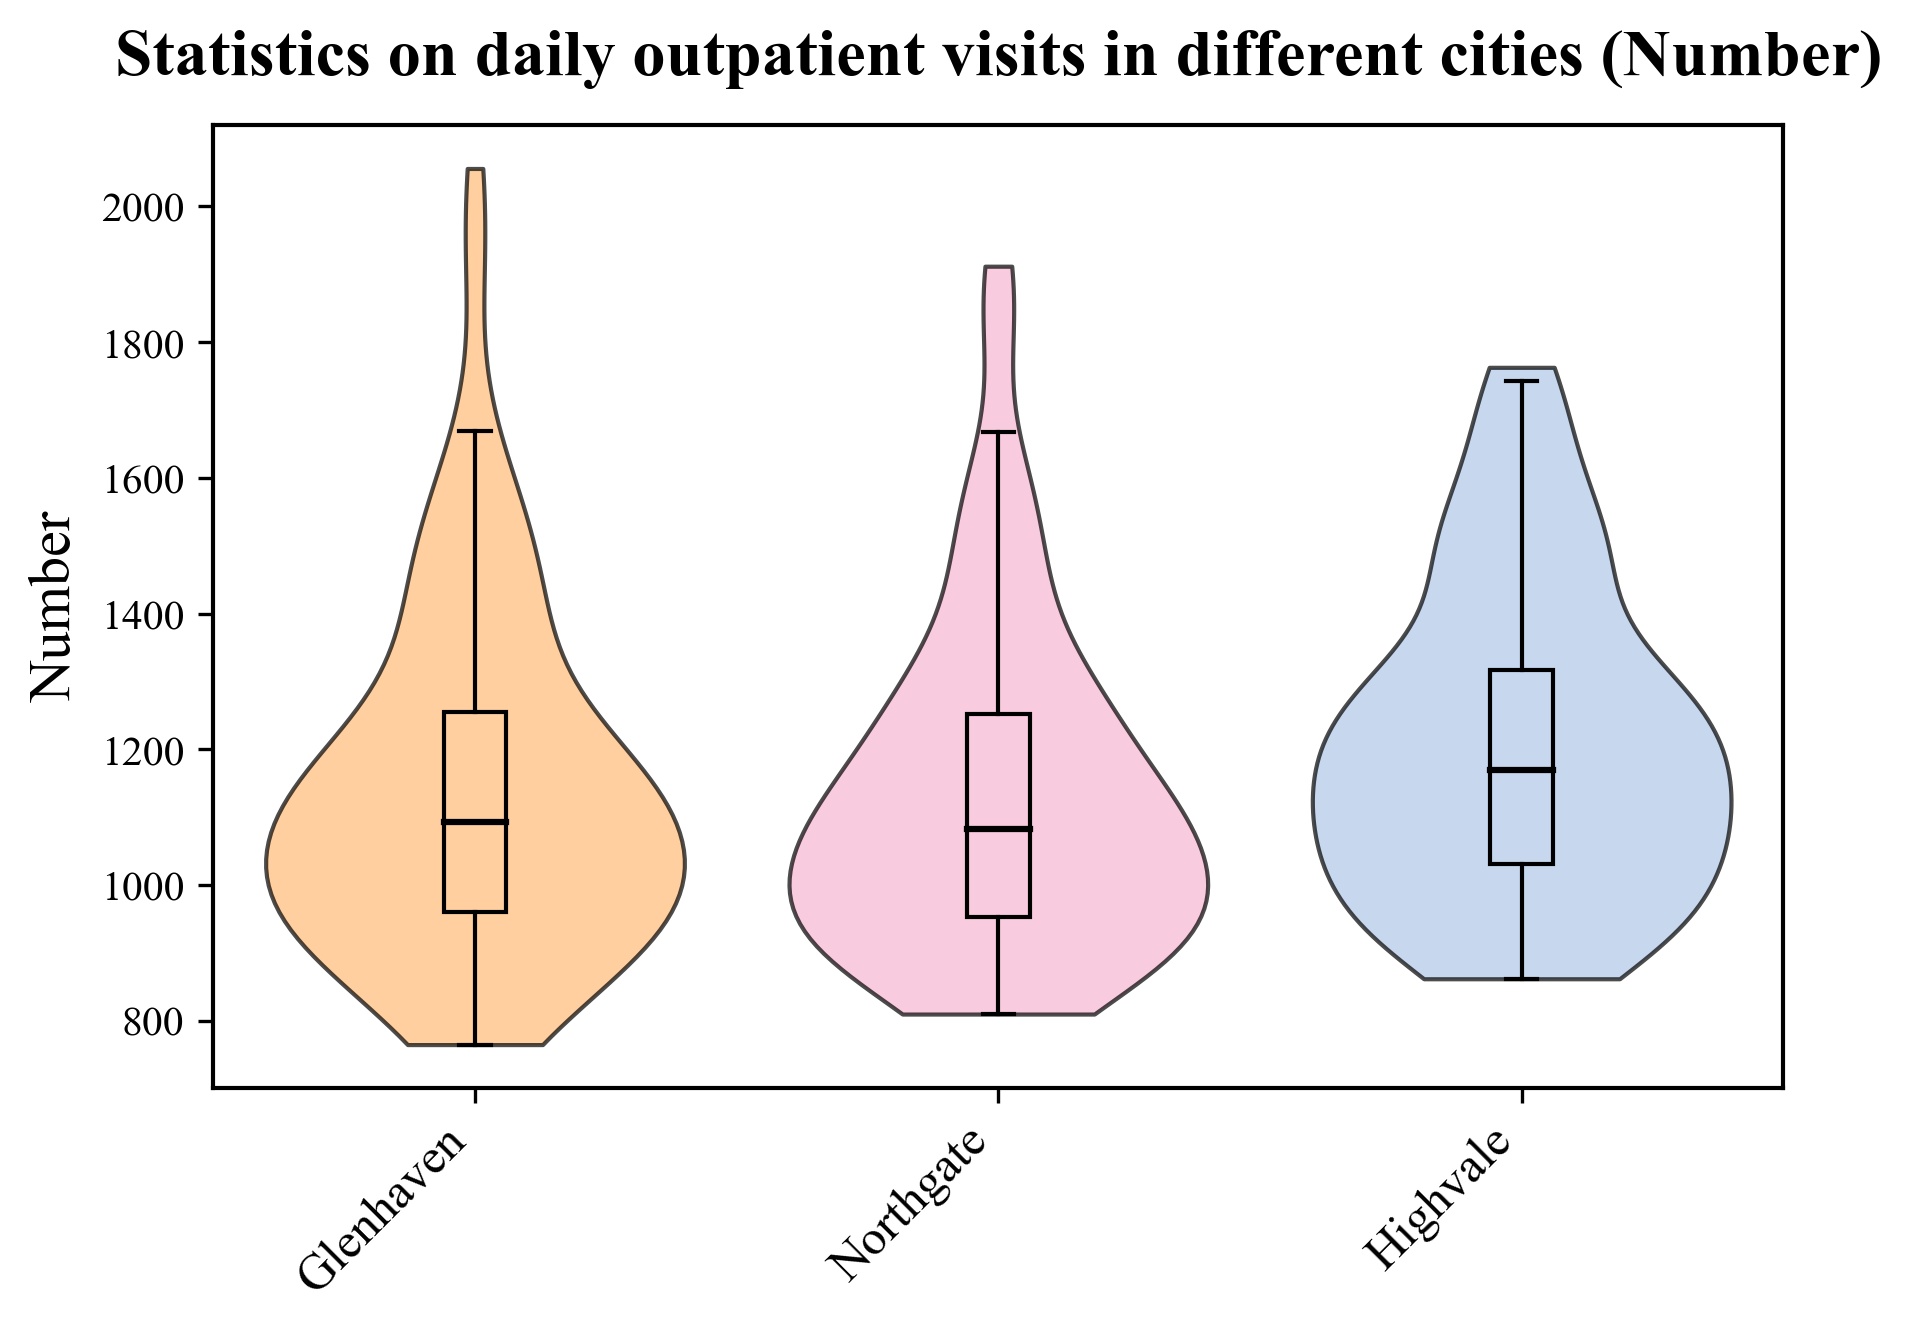 Statistics on daily outpatient visits in different cities (Number)
Number
2000
1800
1600
1400
1200
1000
800
Glenhaven
Northgate
Highvale